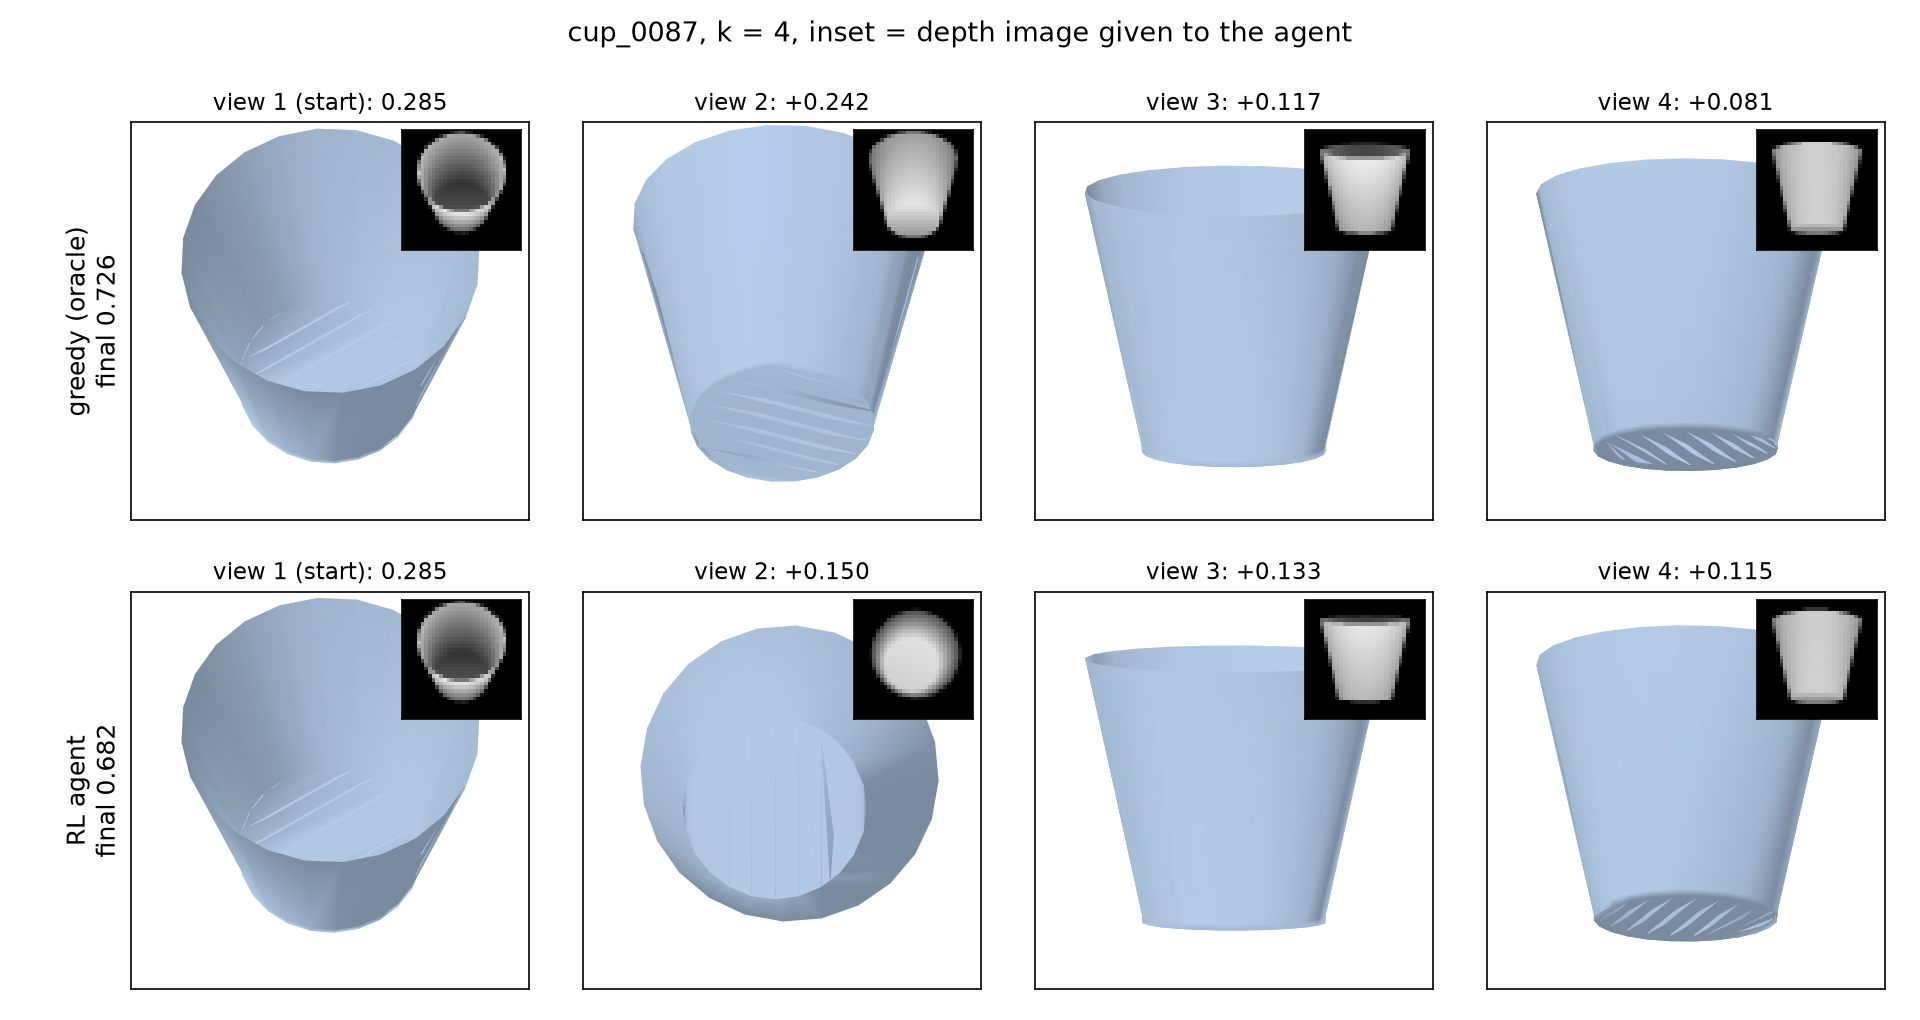 cup_0087, k = 4, inset = depth image given to the agent
view 1 (start): 0.285
view 2: +0.242
view 3: +0.117
view 4: +0.081
greedy (oracle)
final 0.726
view 1 (start): 0.285
view 2: +0.150
view 3: +0.133
view 4: +0.115
RL agent
final 0.682